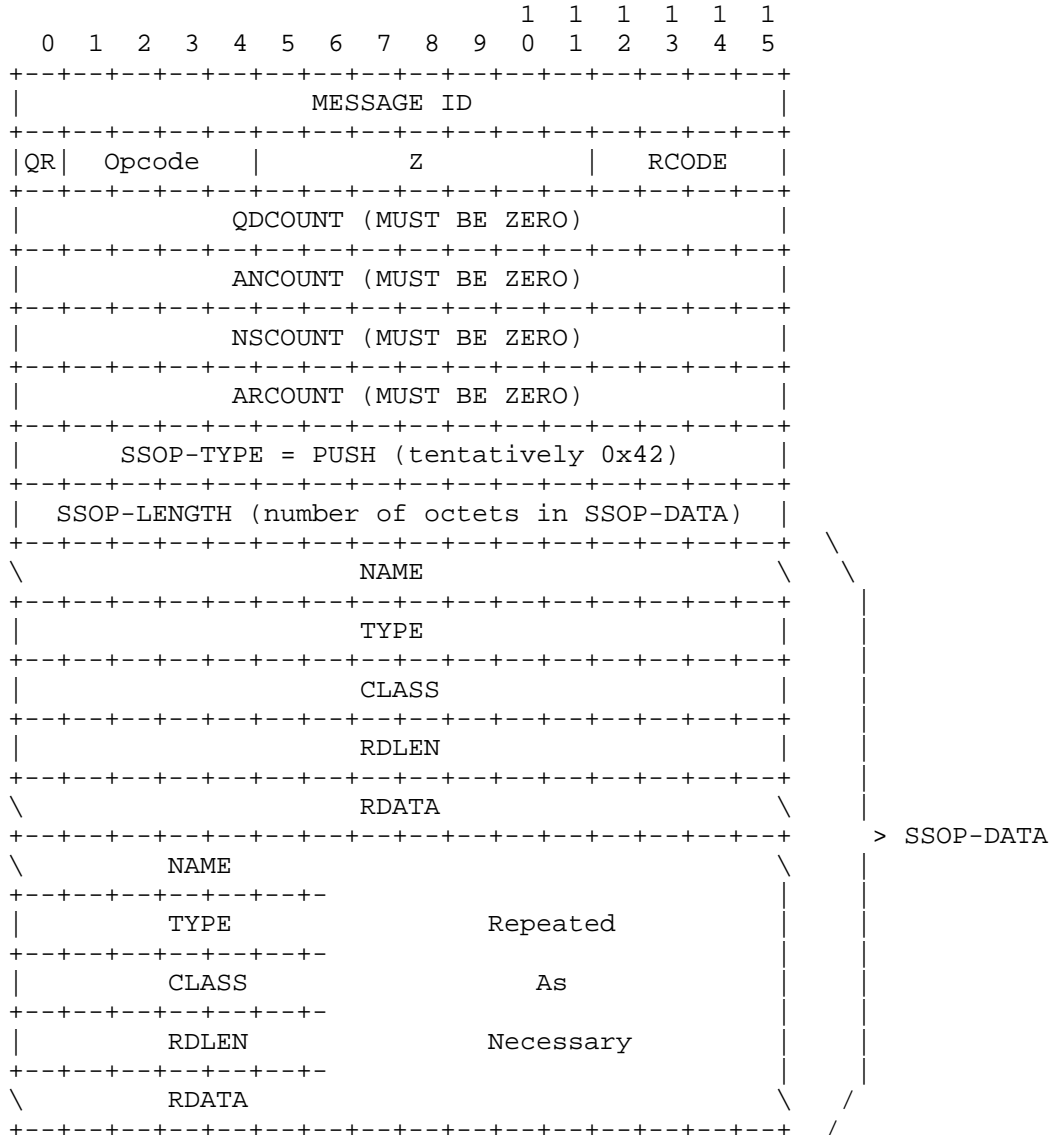 1  1  1  1  1  1
   0  1  2  3  4  5  6  7  8  9  0  1  2  3  4  5
 +--+--+--+--+--+--+--+--+--+--+--+--+--+--+--+--+
 |                  MESSAGE ID                   |
 +--+--+--+--+--+--+--+--+--+--+--+--+--+--+--+--+
 |QR|  Opcode   |         Z          |   RCODE   |
 +--+--+--+--+--+--+--+--+--+--+--+--+--+--+--+--+
 |             QDCOUNT (MUST BE ZERO)            |
 +--+--+--+--+--+--+--+--+--+--+--+--+--+--+--+--+
 |             ANCOUNT (MUST BE ZERO)            |
 +--+--+--+--+--+--+--+--+--+--+--+--+--+--+--+--+
 |             NSCOUNT (MUST BE ZERO)            |
 +--+--+--+--+--+--+--+--+--+--+--+--+--+--+--+--+
 |             ARCOUNT (MUST BE ZERO)            |
 +--+--+--+--+--+--+--+--+--+--+--+--+--+--+--+--+
 |      SSOP-TYPE = PUSH (tentatively 0x42)      |
 +--+--+--+--+--+--+--+--+--+--+--+--+--+--+--+--+
 |  SSOP-LENGTH (number of octets in SSOP-DATA)  |
 +--+--+--+--+--+--+--+--+--+--+--+--+--+--+--+--+  \
 \                     NAME                      \   \
 +--+--+--+--+--+--+--+--+--+--+--+--+--+--+--+--+    |
 |                     TYPE                      |    |
 +--+--+--+--+--+--+--+--+--+--+--+--+--+--+--+--+    |
 |                     CLASS                     |    |
 +--+--+--+--+--+--+--+--+--+--+--+--+--+--+--+--+    |
 |                     RDLEN                     |    |
 +--+--+--+--+--+--+--+--+--+--+--+--+--+--+--+--+    |
 \                     RDATA                     \    |
 +--+--+--+--+--+--+--+--+--+--+--+--+--+--+--+--+     > SSOP-DATA
 \         NAME                                  \    |
 +--+--+--+--+--+--+-                            |    |
 |         TYPE                Repeated          |    |
 +--+--+--+--+--+--+-                            |    |
 |         CLASS                  As             |    |
 +--+--+--+--+--+--+-                            |    |
 |         RDLEN               Necessary         |    |
 +--+--+--+--+--+--+-                            |    |
 \         RDATA                                 \   /
 +--+--+--+--+--+--+--+--+--+--+--+--+--+--+--+--+  /